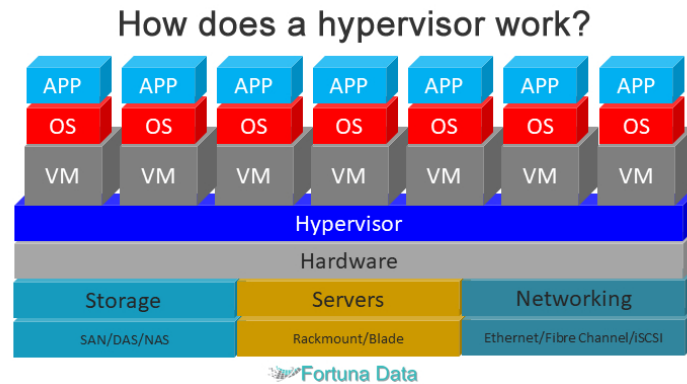 How does a hypervisor work?
APP APP APP APP APP APP APP
OS OS OS OS OS OS OS
VM VM VM VM VM VM VM
Hypervisor
Hardware
Storage Servers Networking
SAN/DAS/NAS Rackmount/Blade Ethernet/Fibre Channel/iSCSI
Fortuna Data